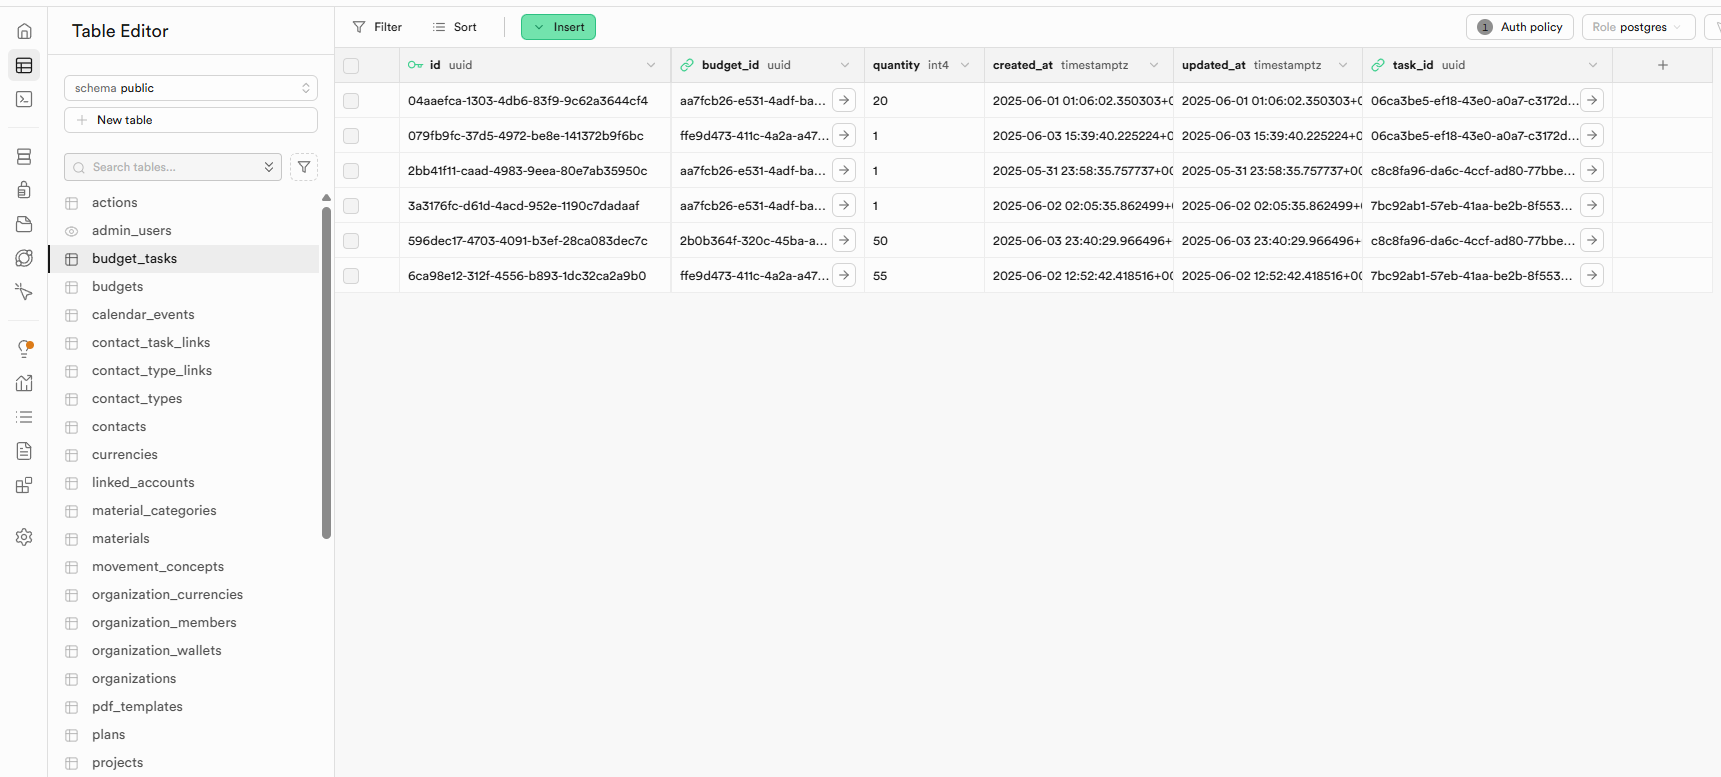 Table Editor
schema public
New table
Search tables...
actions
admin_users
budget_tasks
budgets
calendar_events
contact_task_links
contact_type_links
contact_types
contacts
currencies
linked_accounts
material_categories
materials
movement_concepts
organization_currencies
organization_members
organization_wallets
organizations
pdf_templates
plans
projects
Filter Sort Insert 1 Auth policy Role postgres
id uuid budget_id uuid quantity int4 created_at timestamptz updated_at timestamptz task_id uuid
04aaefca-1303-4db6-83f9-9c62a3644cf4 aa7fcb26-e531-4adf-ba... 20 2025-06-01 01:06:02.350303+0 2025-06-01 01:06:02.350303+0 06ca3be5-ef18-43e0-a0a7-c3172d...
079fb9fc-37d5-4972-be8e-141372b9f6bc ffe9d473-411c-4a2a-a47... 1 2025-06-03 15:39:40.225224+0 2025-06-03 15:39:40.225224+0 06ca3be5-ef18-43e0-a0a7-c3172d...
2bb41f11-caad-4983-9eea-80e7ab35950c aa7fcb26-e531-4adf-ba... 1 2025-05-31 23:58:35.757737+00 2025-05-31 23:58:35.757737+00 c8c8fa96-da6c-4ccf-ad80-77bbe...
3a3176fc-d61d-4acd-952e-1190c7dadaaf aa7fcb26-e531-4adf-ba... 1 2025-06-02 02:05:35.862499+ 2025-06-02 02:05:35.862499+ 7bc92ab1-57eb-41aa-be2b-8f553...
596dec17-4703-4091-b3ef-28ca083dec7c 2b0b364f-320c-45ba-a... 50 2025-06-03 23:40:29.966496+ 2025-06-03 23:40:29.966496+ c8c8fa96-da6c-4ccf-ad80-77bbe...
6ca98e12-312f-4556-b893-1dc32ca2a9b0 ffe9d473-411c-4a2a-a47... 55 2025-06-02 12:52:42.418516+00 2025-06-02 12:52:42.418516+00 7bc92ab1-57eb-41aa-be2b-8f553...